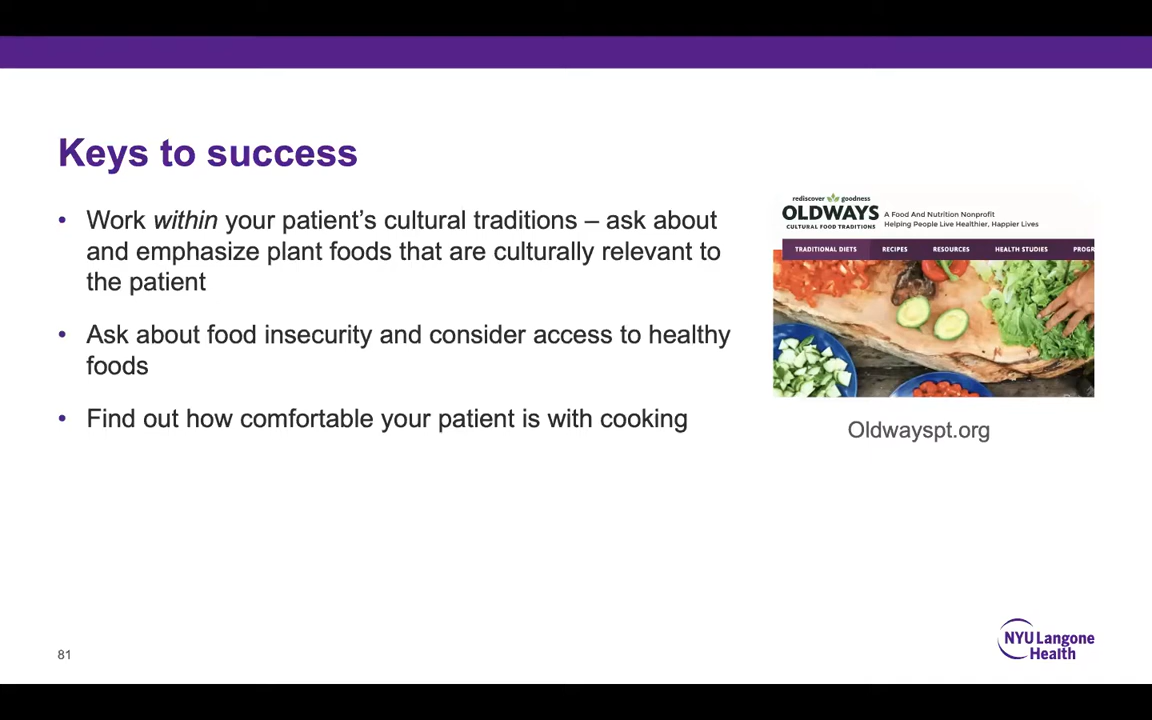 Keys to success
• Work within your patient’s cultural traditions – ask about
and emphasize plant foods that are culturally relevant to
the patient
• Ask about food insecurity and consider access to healthy
foods
• Find out how comfortable your patient is with cooking
rediscover goodness
OLDWAYS
CULTURAL FOOD TRADITIONS
A Food And Nutrition Nonprofit
Helping People Live Healthier, Happier Lives
TRADITIONAL DIETS RECIPES RESOURCES HEALTH STUDIES PROGR
Oldwayspt.org
81
NYU Langone
Health